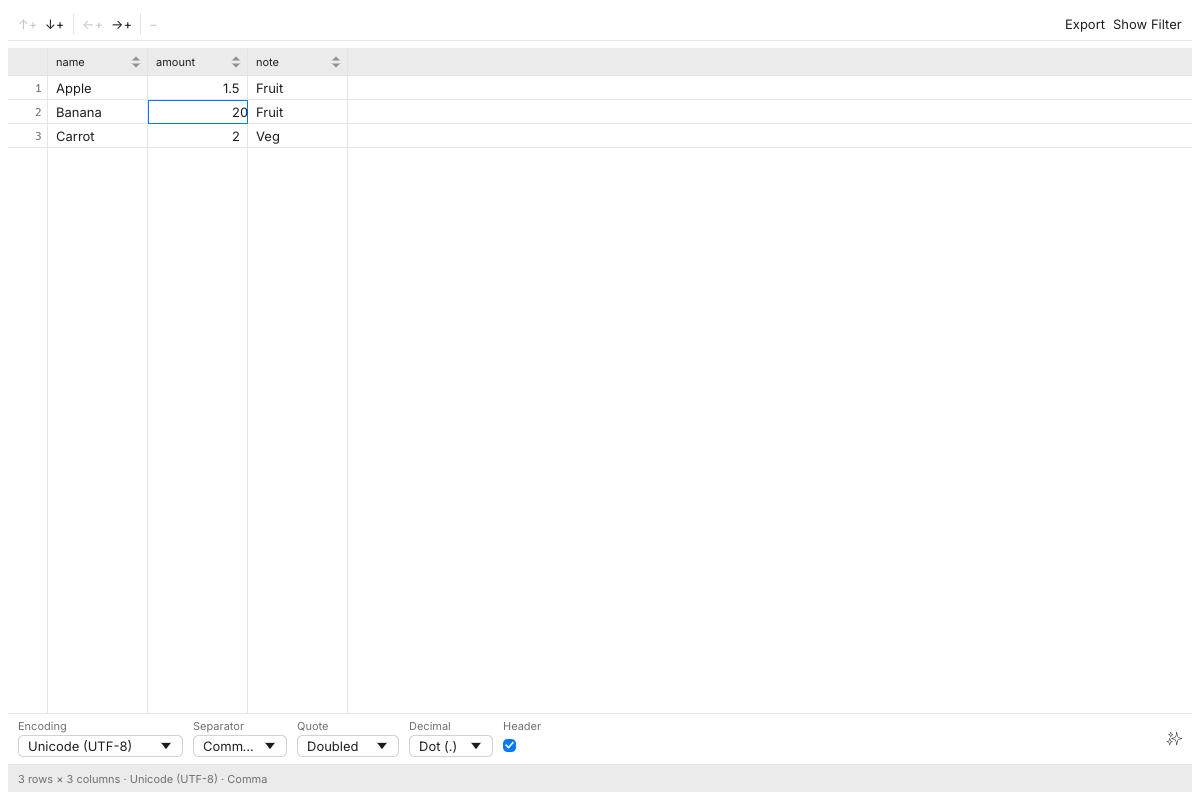 ↑+ ↓+ ←+ →+ − Export Show Filter
name amount note
1 Apple 1.5 Fruit
2 Banana 20 Fruit
3 Carrot 2 Veg
Encoding Separator Quote Decimal Header
Unicode (UTF-8) Comm... Doubled Dot (.)
3 rows × 3 columns · Unicode (UTF-8) · Comma